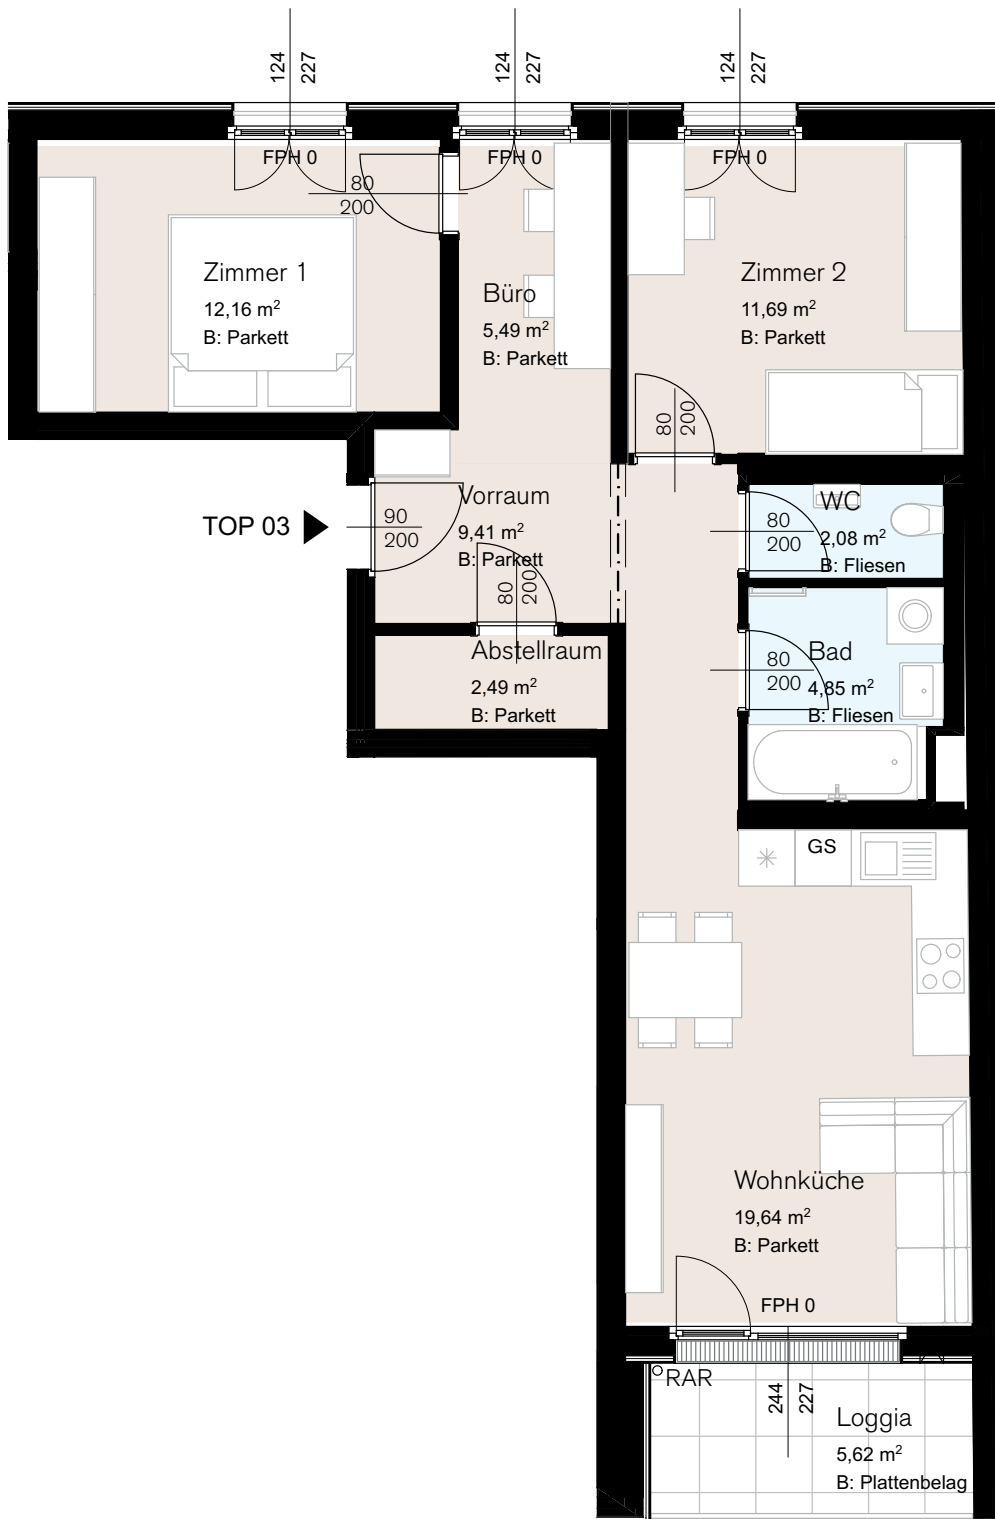 124
227
124
227
124
227
FPH 0
FPH 0
FPH 0
80
200
Zimmer 1
12,16 m²
B: Parkett
Büro
5,49 m²
B: Parkett
Zimmer 2
11,69 m²
B: Parkett
80
200
TOP 03
90
200
Vorraum
9,41 m²
B: Parkett
80
200
WC
2,08 m²
B: Fliesen
80
200
Abstellraum
2,49 m²
B: Parkett
Bad
4,85 m²
B: Fliesen
80
200
GS
Wohnküche
19,64 m²
B: Parkett
FPH 0
RAR
244
227
Loggia
5,62 m²
B: Plattenbelag